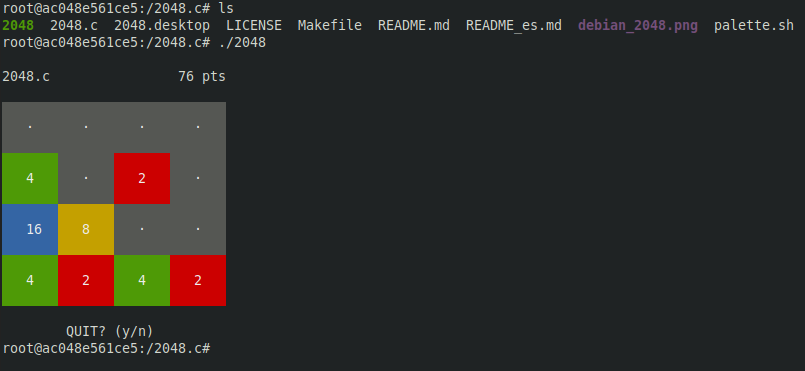 root@ac048e561ce5:/2048.c# ls
2048  2048.c  2048.desktop  LICENSE  Makefile  README.md  README_es.md  debian_2048.png  palette.sh
root@ac048e561ce5:/2048.c# ./2048
2048.c                76 pts
·      ·      ·      ·
4      ·      2      ·
16     8      ·      ·
4      2      4      2
QUIT? (y/n)
root@ac048e561ce5:/2048.c#